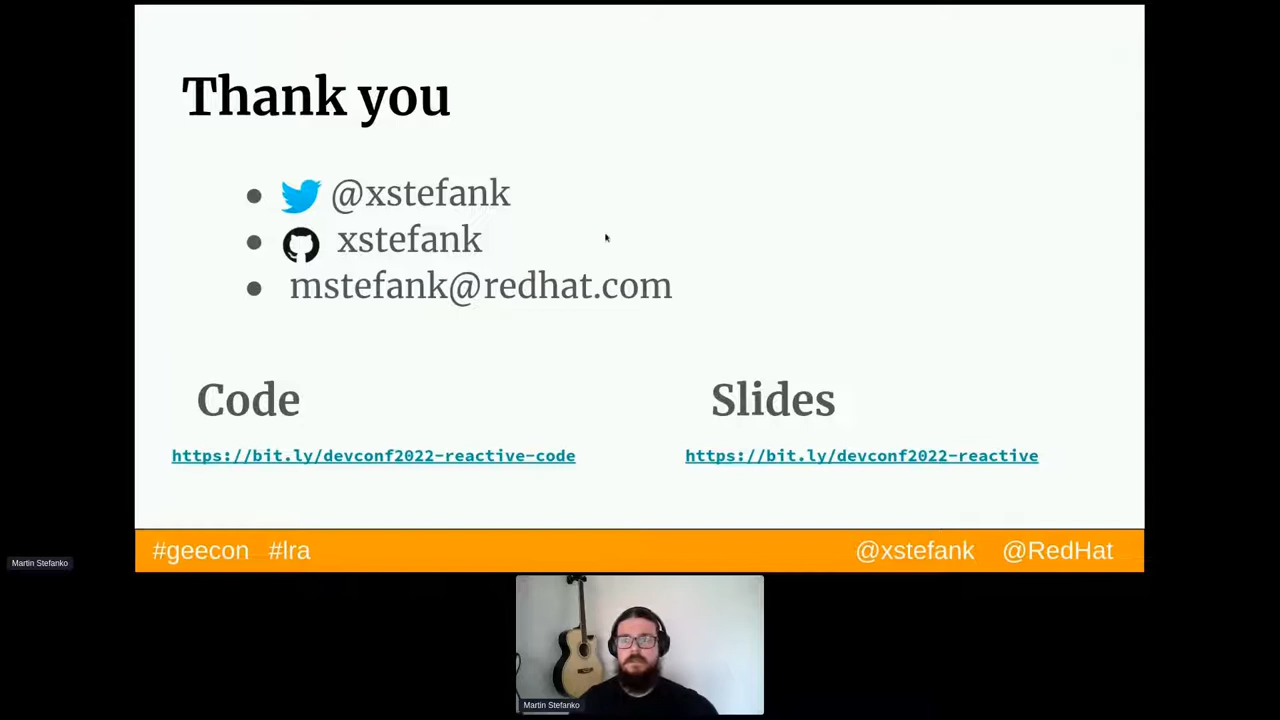 Thank you
@xstefank
xstefank
mstefank@redhat.com
Code
Slides
https://bit.ly/devconf2022-reactive-code
https://bit.ly/devconf2022-reactive
#geecon #lra
@xstefank @RedHat
Martin Stefanko
Martin Stefanko